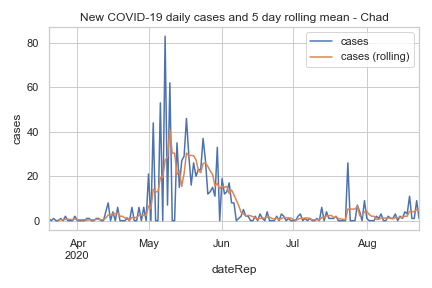 New COVID-19 daily cases and 5 day rolling mean - Chad
cases
cases (rolling)
80
60
40
20
0
cases
Apr
2020
May
Jun
Jul
Aug
dateRep